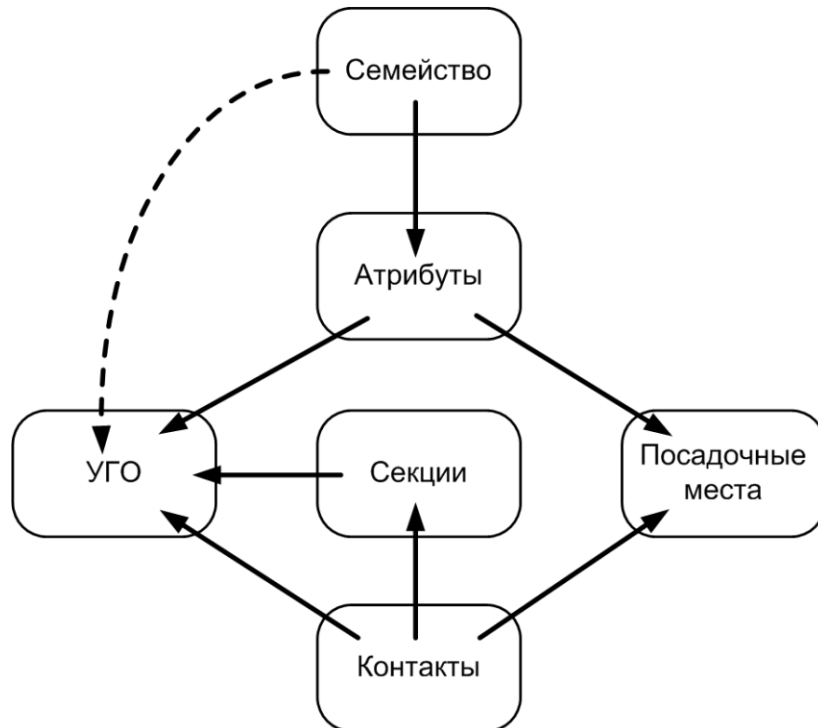 Семейство
Атрибуты
УГО
Секции
Посадочные
места
Контакты